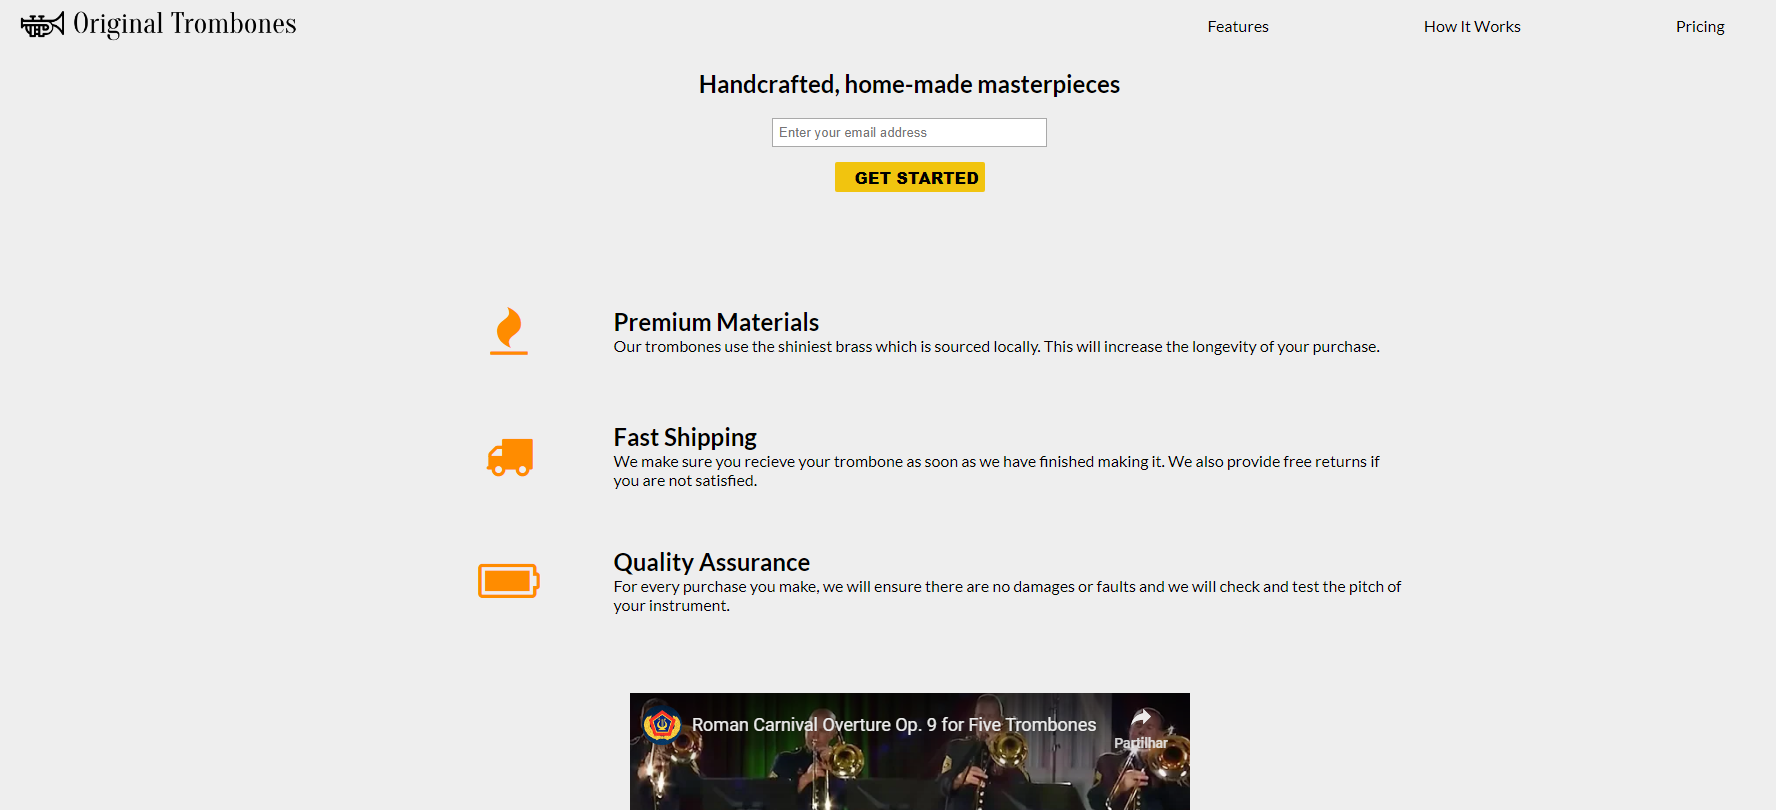 Original Trombones
Features
How It Works
Pricing
Handcrafted, home-made masterpieces
Enter your email address
GET STARTED
Premium Materials
Our trombones use the shiniest brass which is sourced locally. This will increase the longevity of your purchase.
Fast Shipping
We make sure you recieve your trombone as soon as we have finished making it. We also provide free returns if
you are not satisfied.
Quality Assurance
For every purchase you make, we will ensure there are no damages or faults and we will check and test the pitch of
your instrument.
Roman Carnival Overture Op. 9 for Five Trombones
Partilhar